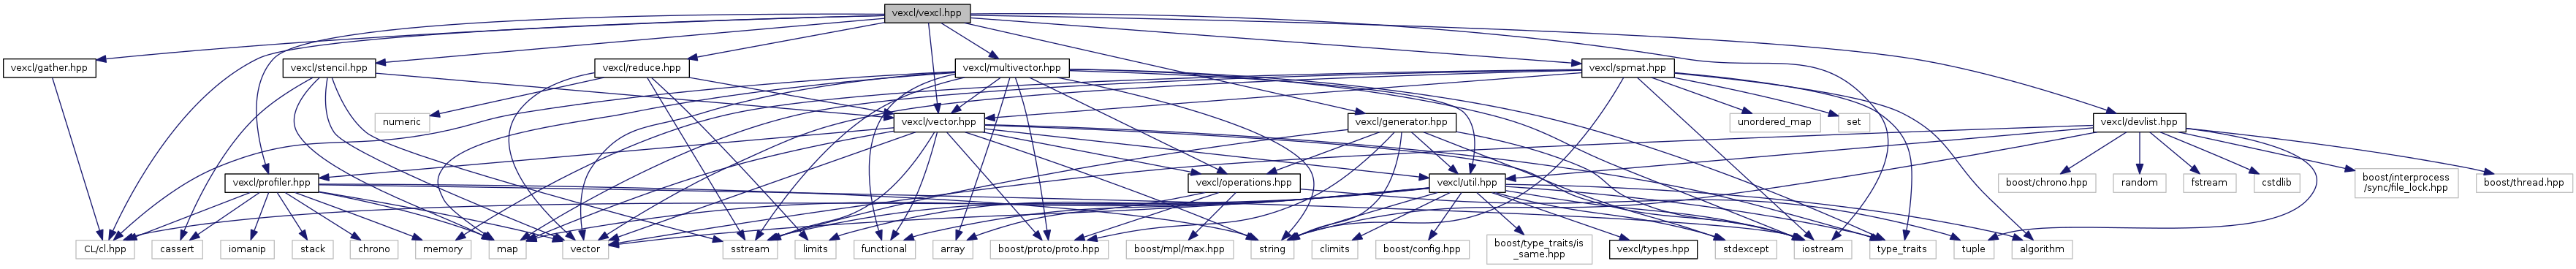 vexcl/vexcl.hpp
vexcl/gather.hpp
vexcl/stencil.hpp
vexcl/reduce.hpp
vexcl/multivector.hpp
vexcl/spmat.hpp
numeric
vexcl/vector.hpp
vexcl/generator.hpp
unordered_map
set
vexcl/devlist.hpp
vexcl/profiler.hpp
vexcl/operations.hpp
vexcl/util.hpp
boost/chrono.hpp
random
fstream
cstdlib
boost/interprocess
/sync/file_lock.hpp
boost/thread.hpp
CL/cl.hpp
cassert
iomanip
stack
chrono
memory
map
vector
sstream
limits
functional
array
boost/proto/proto.hpp
boost/mpl/max.hpp
string
climits
boost/config.hpp
boost/type_traits/is
_same.hpp
vexcl/types.hpp
stdexcept
iostream
type_traits
tuple
algorithm